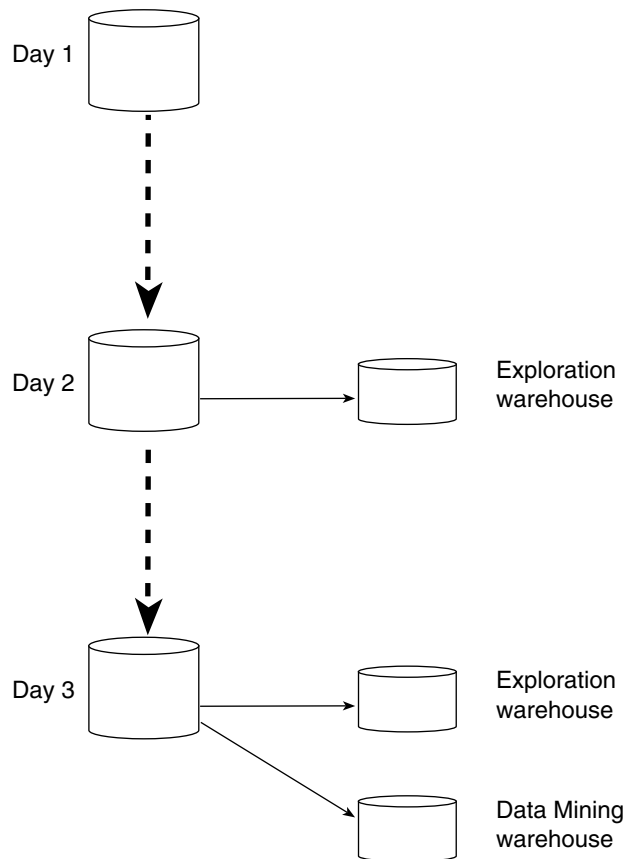 Day 1
Day 2
Exploration
warehouse
Day 3
Exploration
warehouse
Data Mining
warehouse